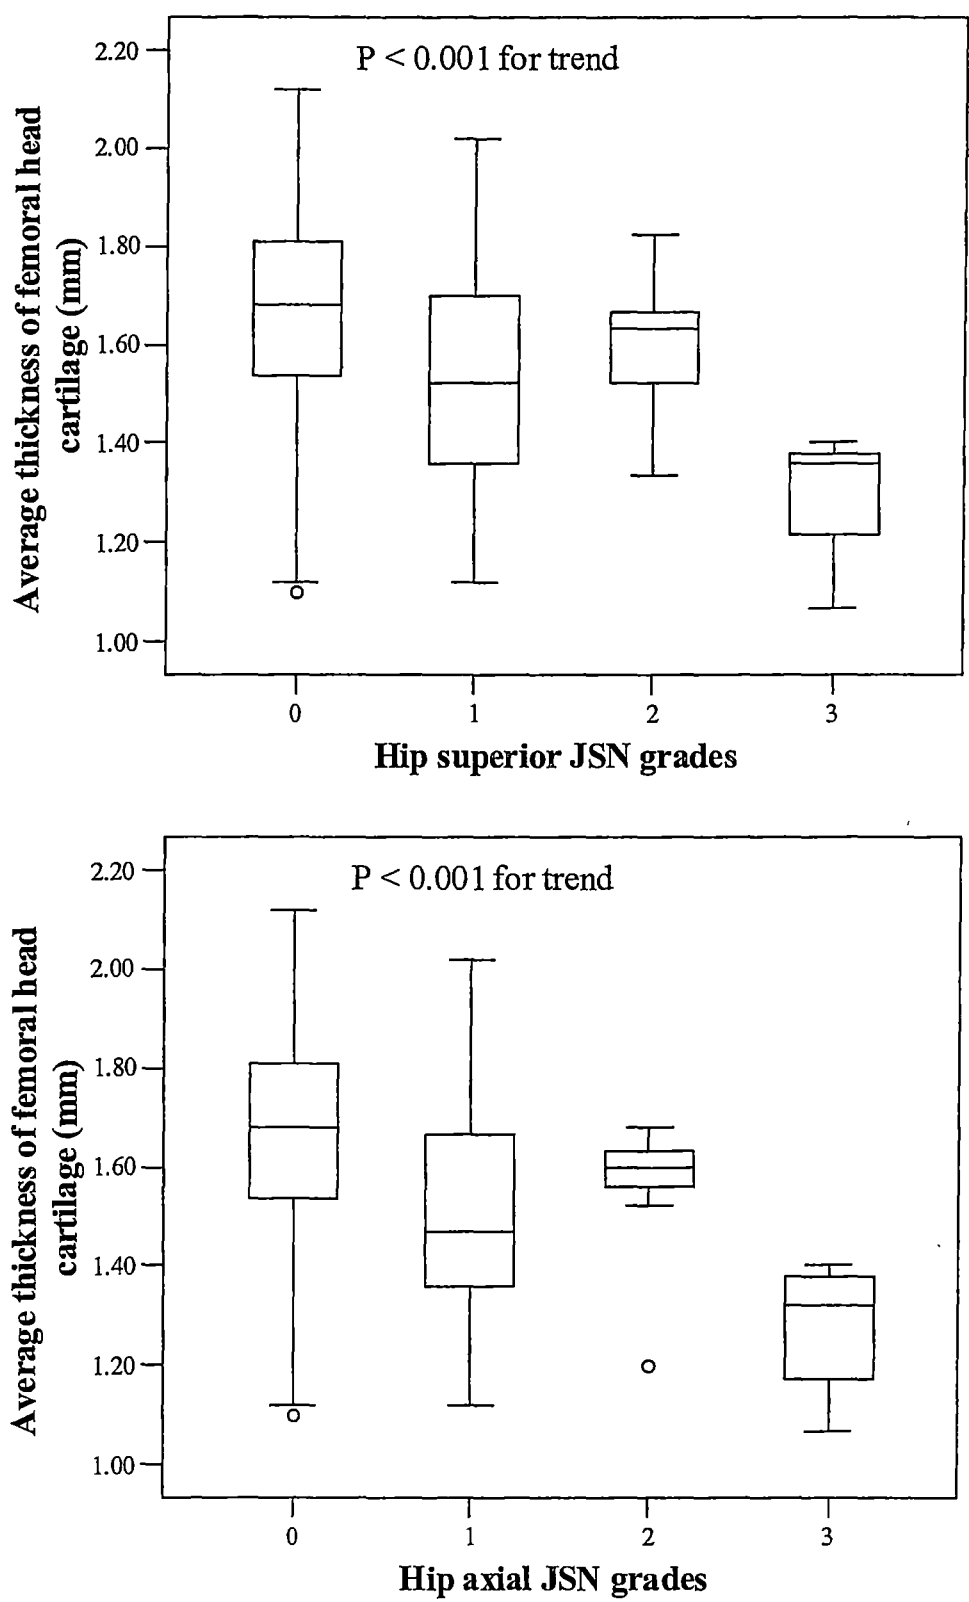 P < 0.001 for trend
2.20
2.00
1.80
1.60
1.40
1.20
1.00
Average thickness of femoral head
cartilage (mm)
0 1 2 3
Hip superior JSN grades
P < 0.001 for trend
2.20
2.00
1.80
1.60
1.40
1.20
1.00
Average thickness of femoral head
cartilage (mm)
0 1 2 3
Hip axial JSN grades